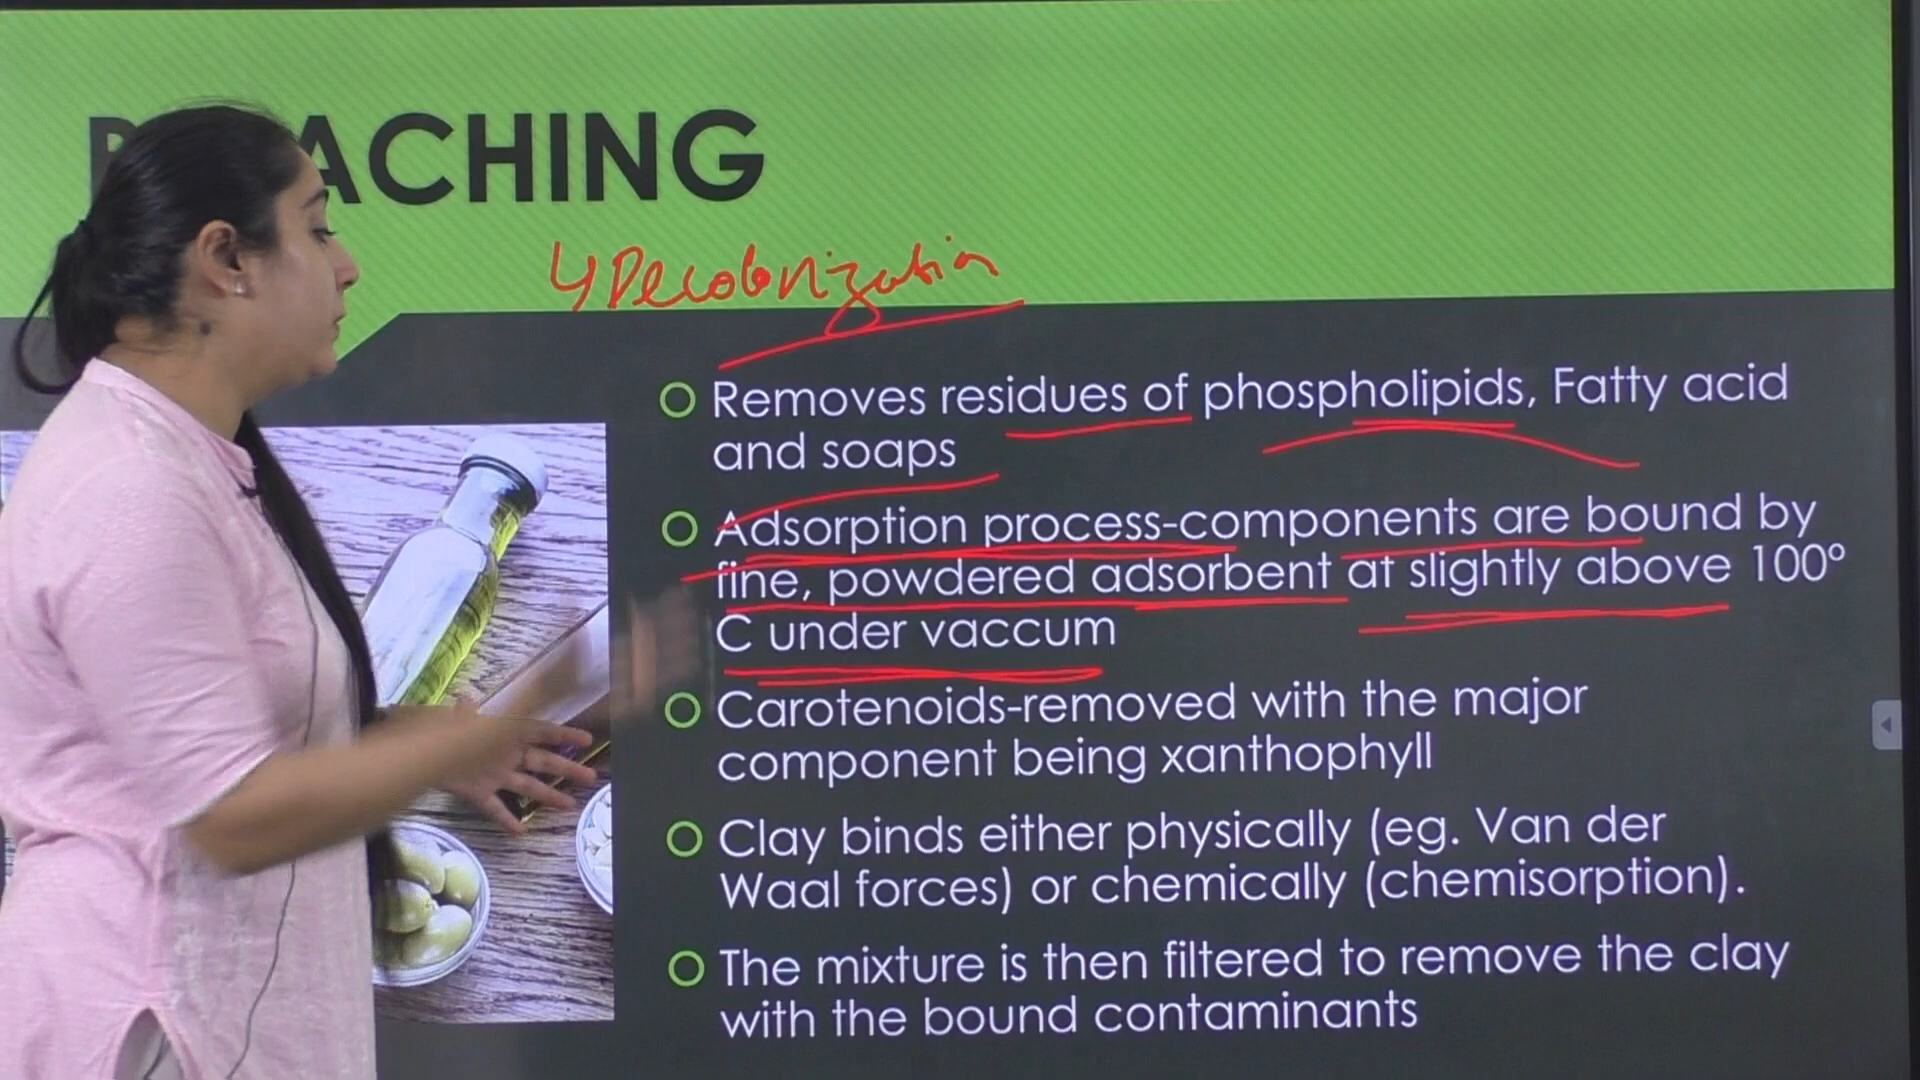 ACHING
↳ Decolorization
Removes residues of phospholipids, Fatty acid
and soaps
Adsorption process-components are bound by
fine, powdered adsorbent at slightly above 100°
C under vaccum
Carotenoids-removed with the major
component being xanthophyll
Clay binds either physically (eg. Van der
Waal forces) or chemically (chemisorption).
The mixture is then filtered to remove the clay
with the bound contaminants